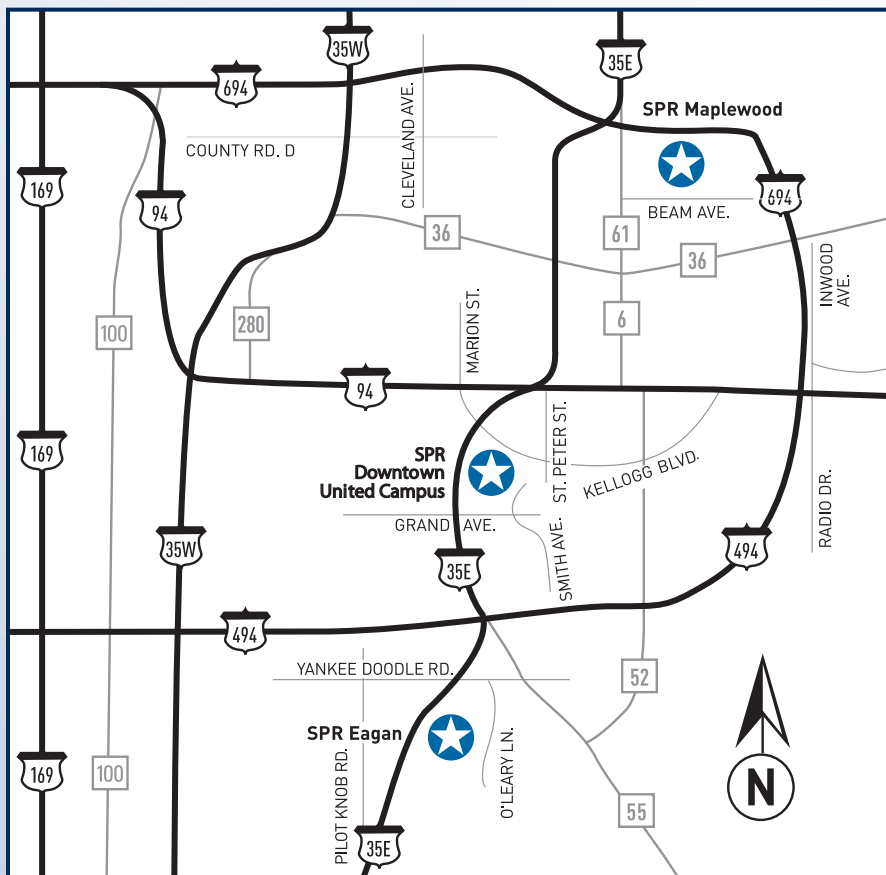 35W
35E
694
SPR Maplewood
CLEVELAND AVE.
COUNTY RD. D
169
94
694
BEAM AVE.
36
61
36
INWOOD
AVE.
100
280
MARION ST.
6
94
169
SPR
Downtown
United Campus
ST. PETER ST.
KELLOGG BLVD.
GRAND AVE.
SMITH AVE.
RADIO DR.
35W
35E
494
494
YANKEE DOODLE RD.
52
SPR Eagan
PILOT KNOB RD.
O'LEARY LN.
169
100
55
35E
N